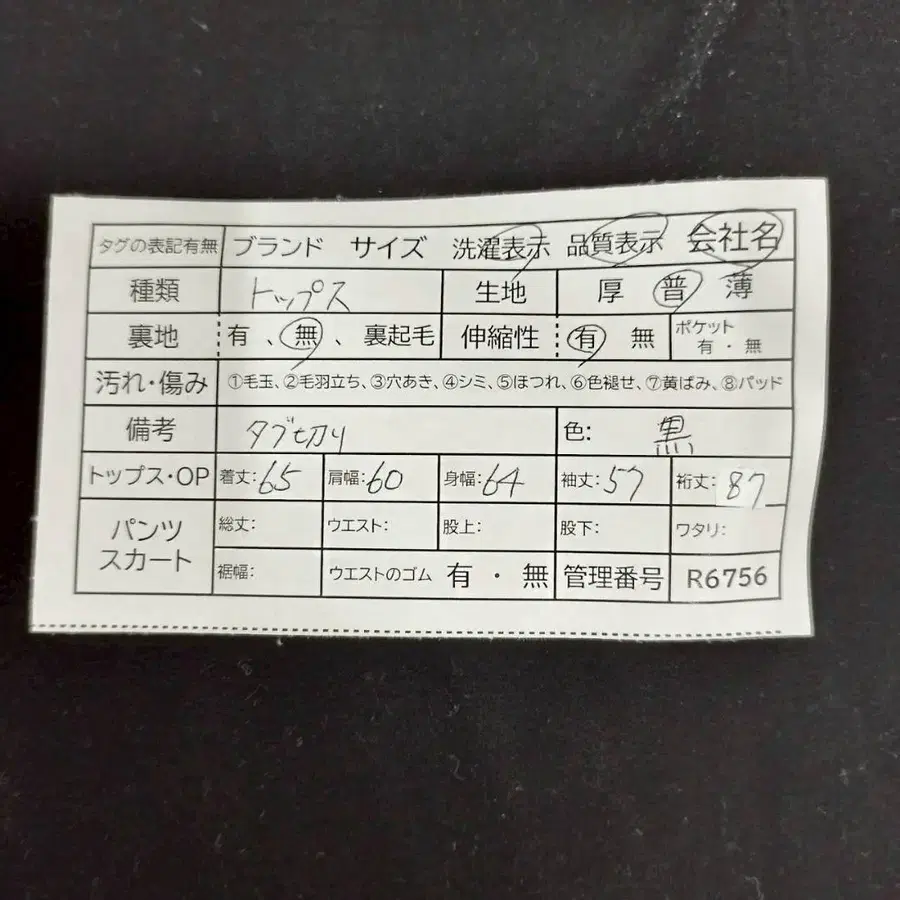 タグの表記有無 ブランド サイズ 洗濯表示 品質表示 会社名
種類 トップス 生地 厚 普 薄
裏地 有 、 無 、 裏起毛 伸縮性 有 無 ポケット 有 ・ 無
汚れ・傷み ①毛玉、②毛羽立ち、③穴あき、④シミ、⑤ほつれ、⑥色褪せ、⑦黄ばみ、⑧パッド
備考 タブ切り 色: 黒
トップス・OP 着丈:65 肩幅:60 身幅:64 袖丈:57 裄丈:87
パンツ スカート 総丈: ウエスト: 股上: 股下: ワタリ:
裾幅: ウエストのゴム 有 ・ 無 管理番号 R6756